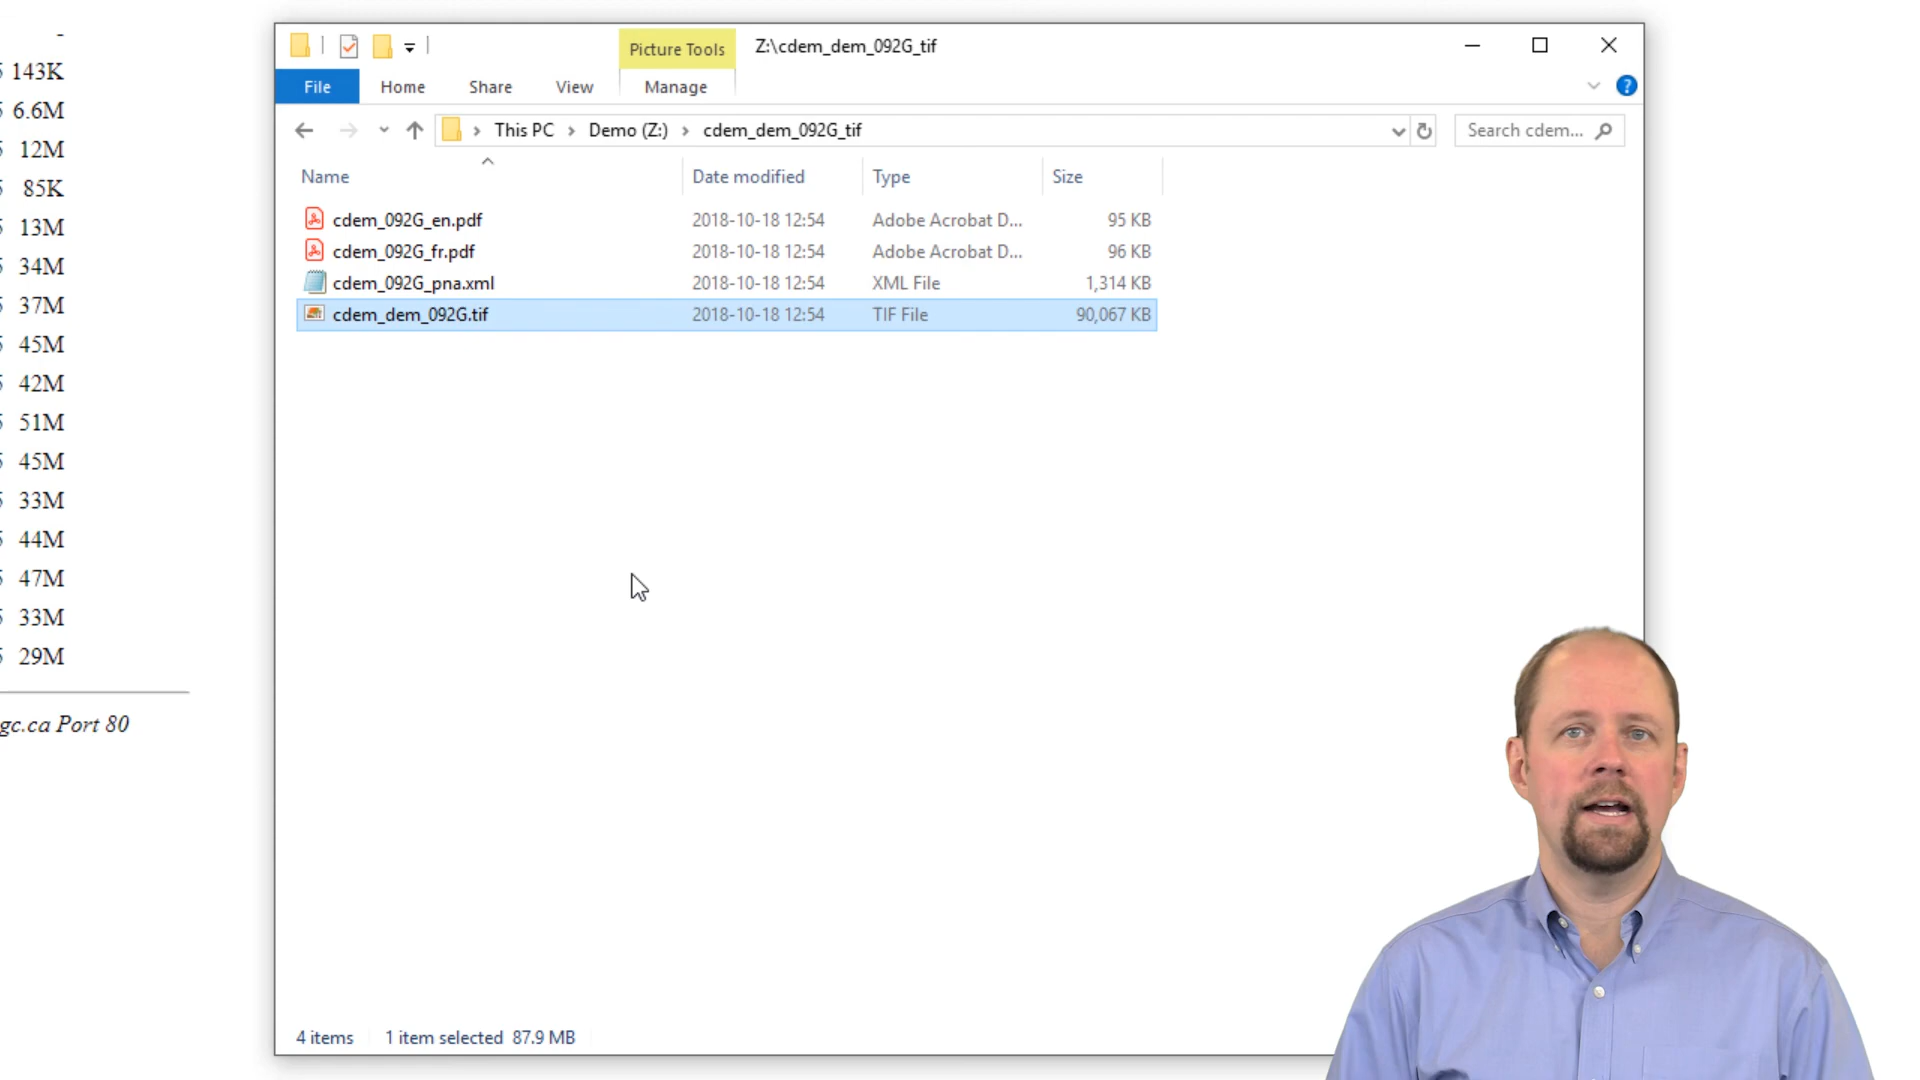 143K
6.6M
12M
85K
13M
34M
37M
45M
42M
51M
45M
33M
44M
47M
33M
29M
gc.ca Port 80
Picture Tools Z:\cdem_dem_092G_tif
File Home Share View Manage
This PC Demo (Z:) cdem_dem_092G_tif Search cdem...
Name Date modified Type Size
cdem_092G_en.pdf 2018-10-18 12:54 Adobe Acrobat D... 95 KB
cdem_092G_fr.pdf 2018-10-18 12:54 Adobe Acrobat D... 96 KB
cdem_092G_pna.xml 2018-10-18 12:54 XML File 1,314 KB
cdem_dem_092G.tif 2018-10-18 12:54 TIF File 90,067 KB
4 items 1 item selected 87.9 MB